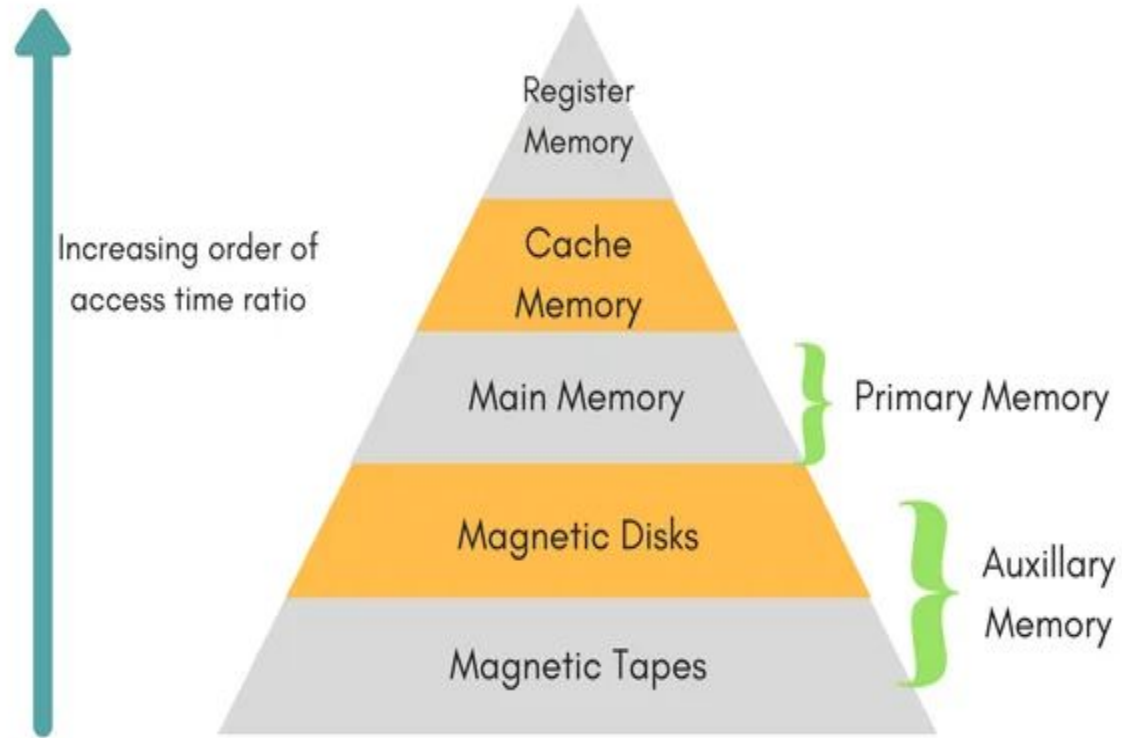 Register
Memory
Cache
Memory
Increasing order of
access time ratio
Main Memory
Primary Memory
Magnetic Disks
Auxillary
Memory
Magnetic Tapes